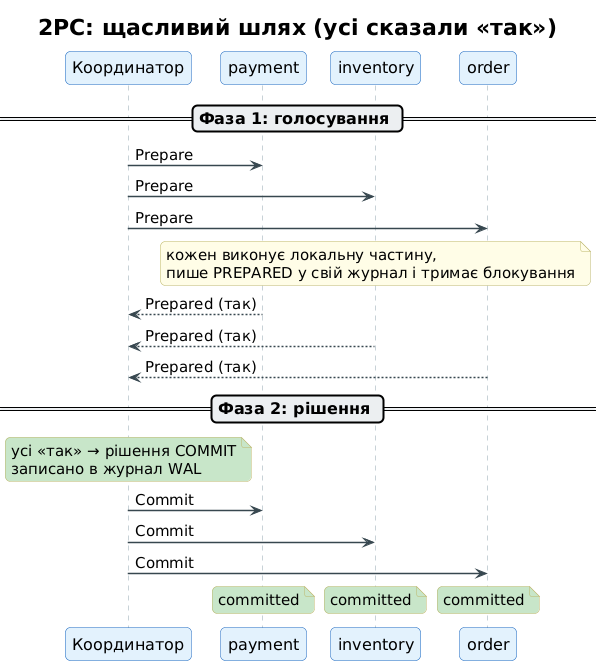 2PC: щасливий шлях (усі сказали «так»)
Координатор payment inventory order
Фаза 1: голосування
Prepare
Prepare
Prepare
кожен виконує локальну частину,
пише PREPARED у свій журнал і тримає блокування
Prepared (так)
Prepared (так)
Prepared (так)
Фаза 2: рішення
усі «так» → рішення COMMIT
записано в журнал WAL
Commit
Commit
Commit
committed committed committed
Координатор payment inventory order